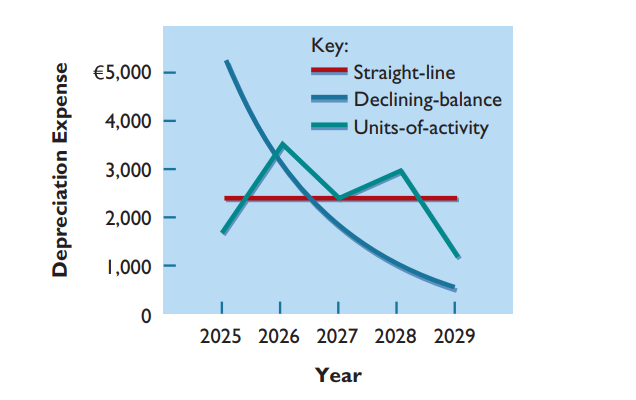 Key:
Straight-line
Declining-balance
Units-of-activity
Depreciation Expense
€5,000
4,000
3,000
2,000
1,000
0
2025 2026 2027 2028 2029
Year